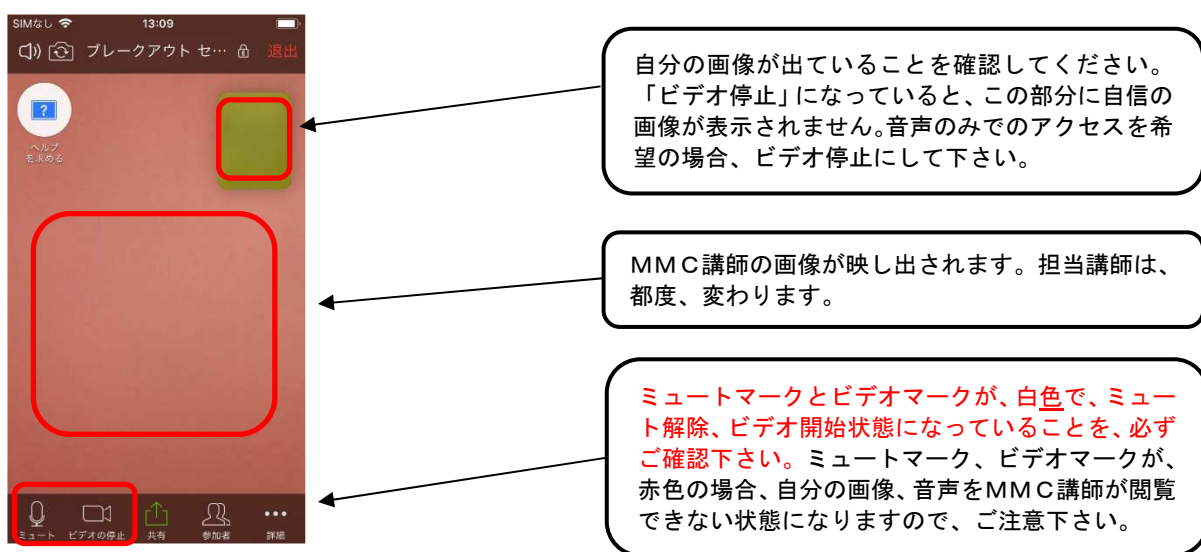 SIMなし 13:09
ブレークアウト セ… 退出
?
ヘルプ
を求める
ミュート ビデオの停止 共有 参加者 詳細
自分の画像が出ていることを確認してください。
「ビデオ停止」になっていると、この部分に自信の
画像が表示されません。音声のみでのアクセスを希
望の場合、ビデオ停止にして下さい。
MMC講師の画像が映し出されます。担当講師は、
都度、変わります。
ミュートマークとビデオマークが、白色で、ミュー
ト解除、ビデオ開始状態になっていることを、必ず
ご確認下さい。ミュートマーク、ビデオマークが、
赤色の場合、自分の画像、音声をMMC講師が閲覧
できない状態になりますので、ご注意下さい。